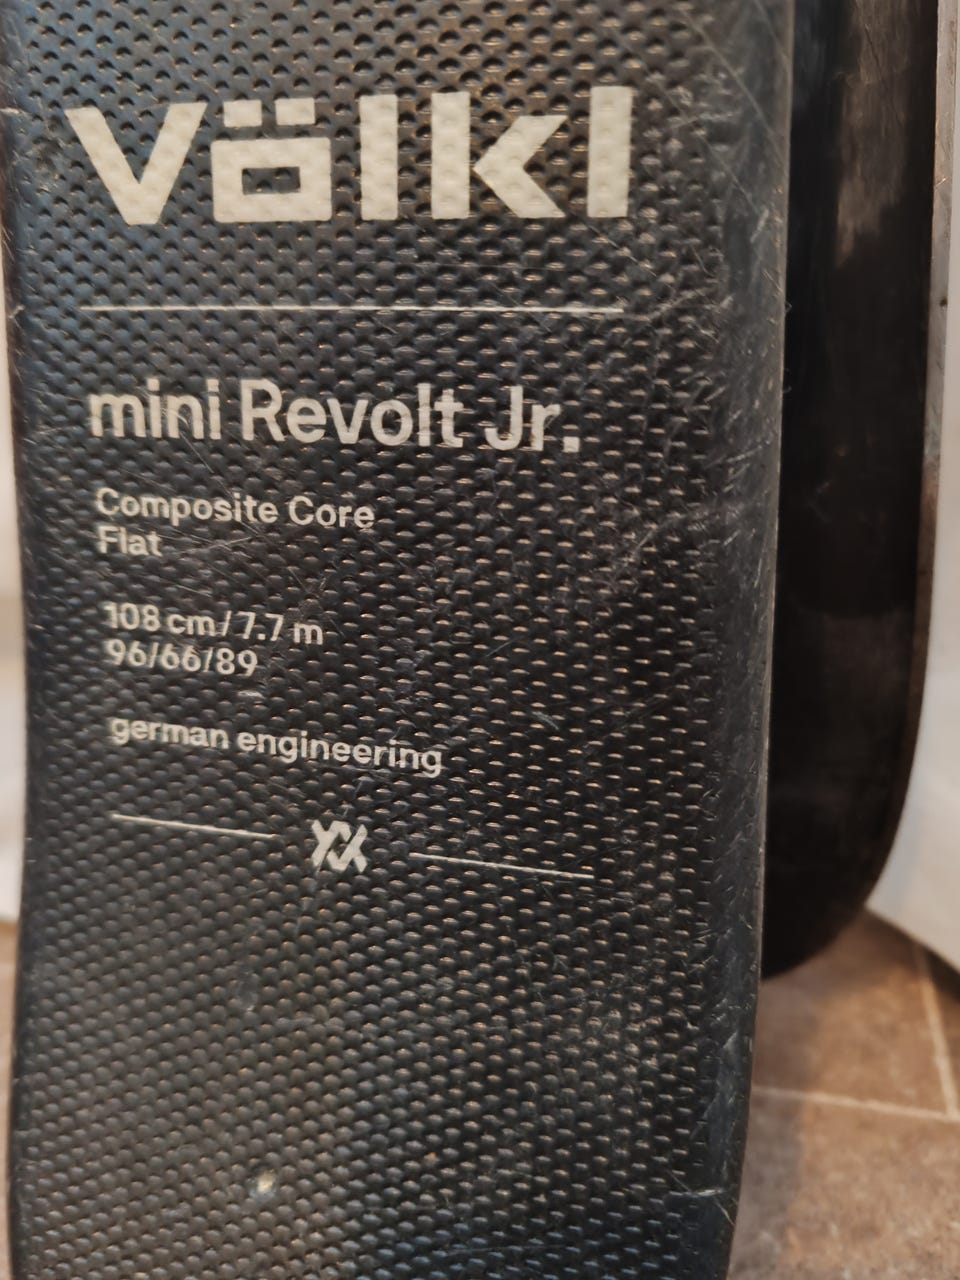 Völkl
mini Revolt Jr.
Composite Core
Flat
108 cm/7.7 m
96/66/89
german engineering